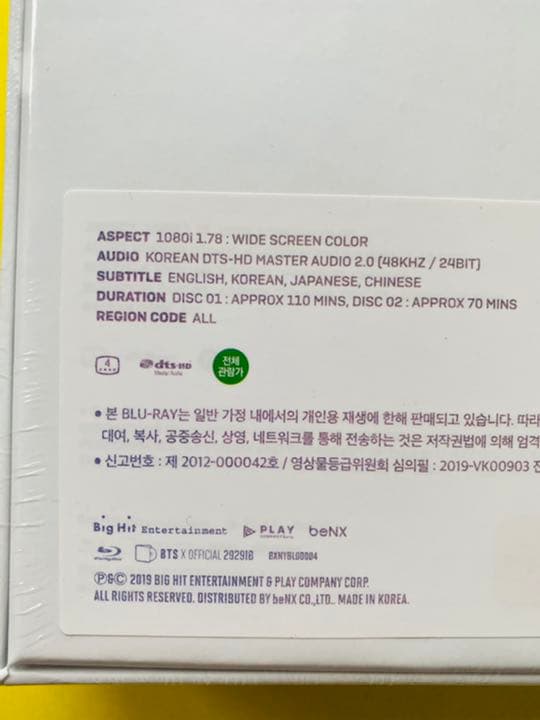 ASPECT 1080i 1.78 : WIDE SCREEN COLOR
AUDIO KOREAN DTS-HD MASTER AUDIO 2.0 (48KHZ / 24BIT)
SUBTITLE ENGLISH, KOREAN, JAPANESE, CHINESE
DURATION DISC 01 : APPROX 110 MINS, DISC 02 : APPROX 70 MINS
REGION CODE ALL
4 dts-HD Master Audio 전체
관람가
• 본 BLU-RAY는 일반 가정 내에서의 개인용 재생에 한해 판매되고 있습니다. 따라
대여, 복사, 공중송신, 상영, 네트워크를 통해 전송하는 것은 저작권법에 의해 엄격
• 신고번호 : 제 2012-000042호 / 영상물등급위원회 심의필 : 2019-VK00903 전
Big Hit Entertainment PLAY beNX
BTS X OFFICIAL 292918 BXNYBLU0004
℗&© 2019 BIG HIT ENTERTAINMENT & PLAY COMPANY CORP.
ALL RIGHTS RESERVED. DISTRIBUTED BY beNX CO.,LTD.. MADE IN KOREA.